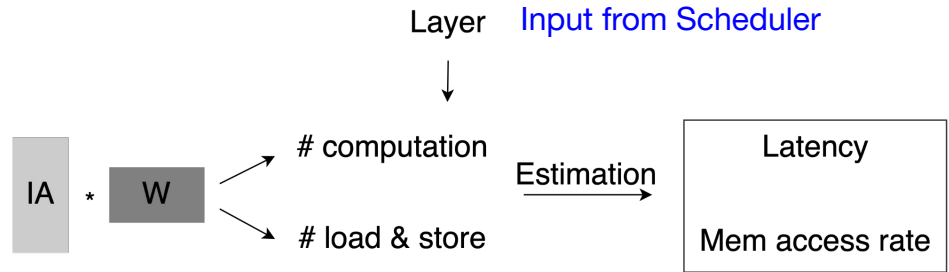 Layer Input from Scheduler
# computation
IA * W
Estimation
# load & store
Latency
Mem access rate